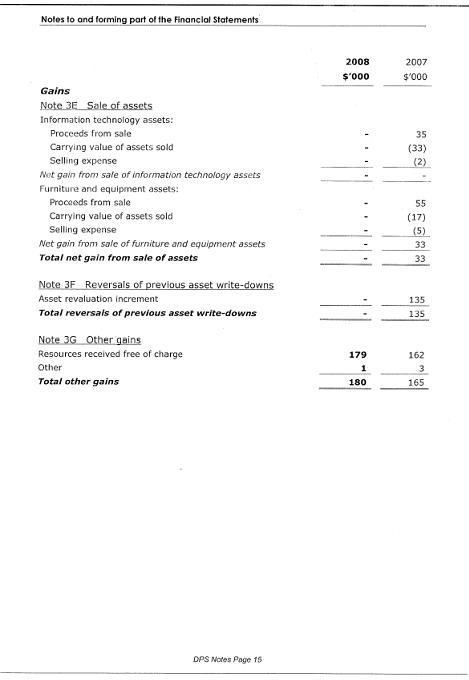 Notes to and forming part of the Financial Statements
2008 2007
$'000 $'000
Gains
Note 3E Sale of assets
Information technology assets:
Proceeds from sale - 35
Carrying value of assets sold - (33)
Selling expense - (2)
Net gain from sale of information technology assets - -
Furniture and equipment assets:
Proceeds from sale - 55
Carrying value of assets sold - (17)
Selling expense - (5)
Net gain from sale of furniture and equipment assets - 33
Total net gain from sale of assets - 33
Note 3F Reversals of previous asset write-downs
Asset revaluation increment - 135
Total reversals of previous asset write-downs - 135
Note 3G Other gains
Resources received free of charge 179 162
Other 1 3
Total other gains 180 165
DPS Notes Page 15